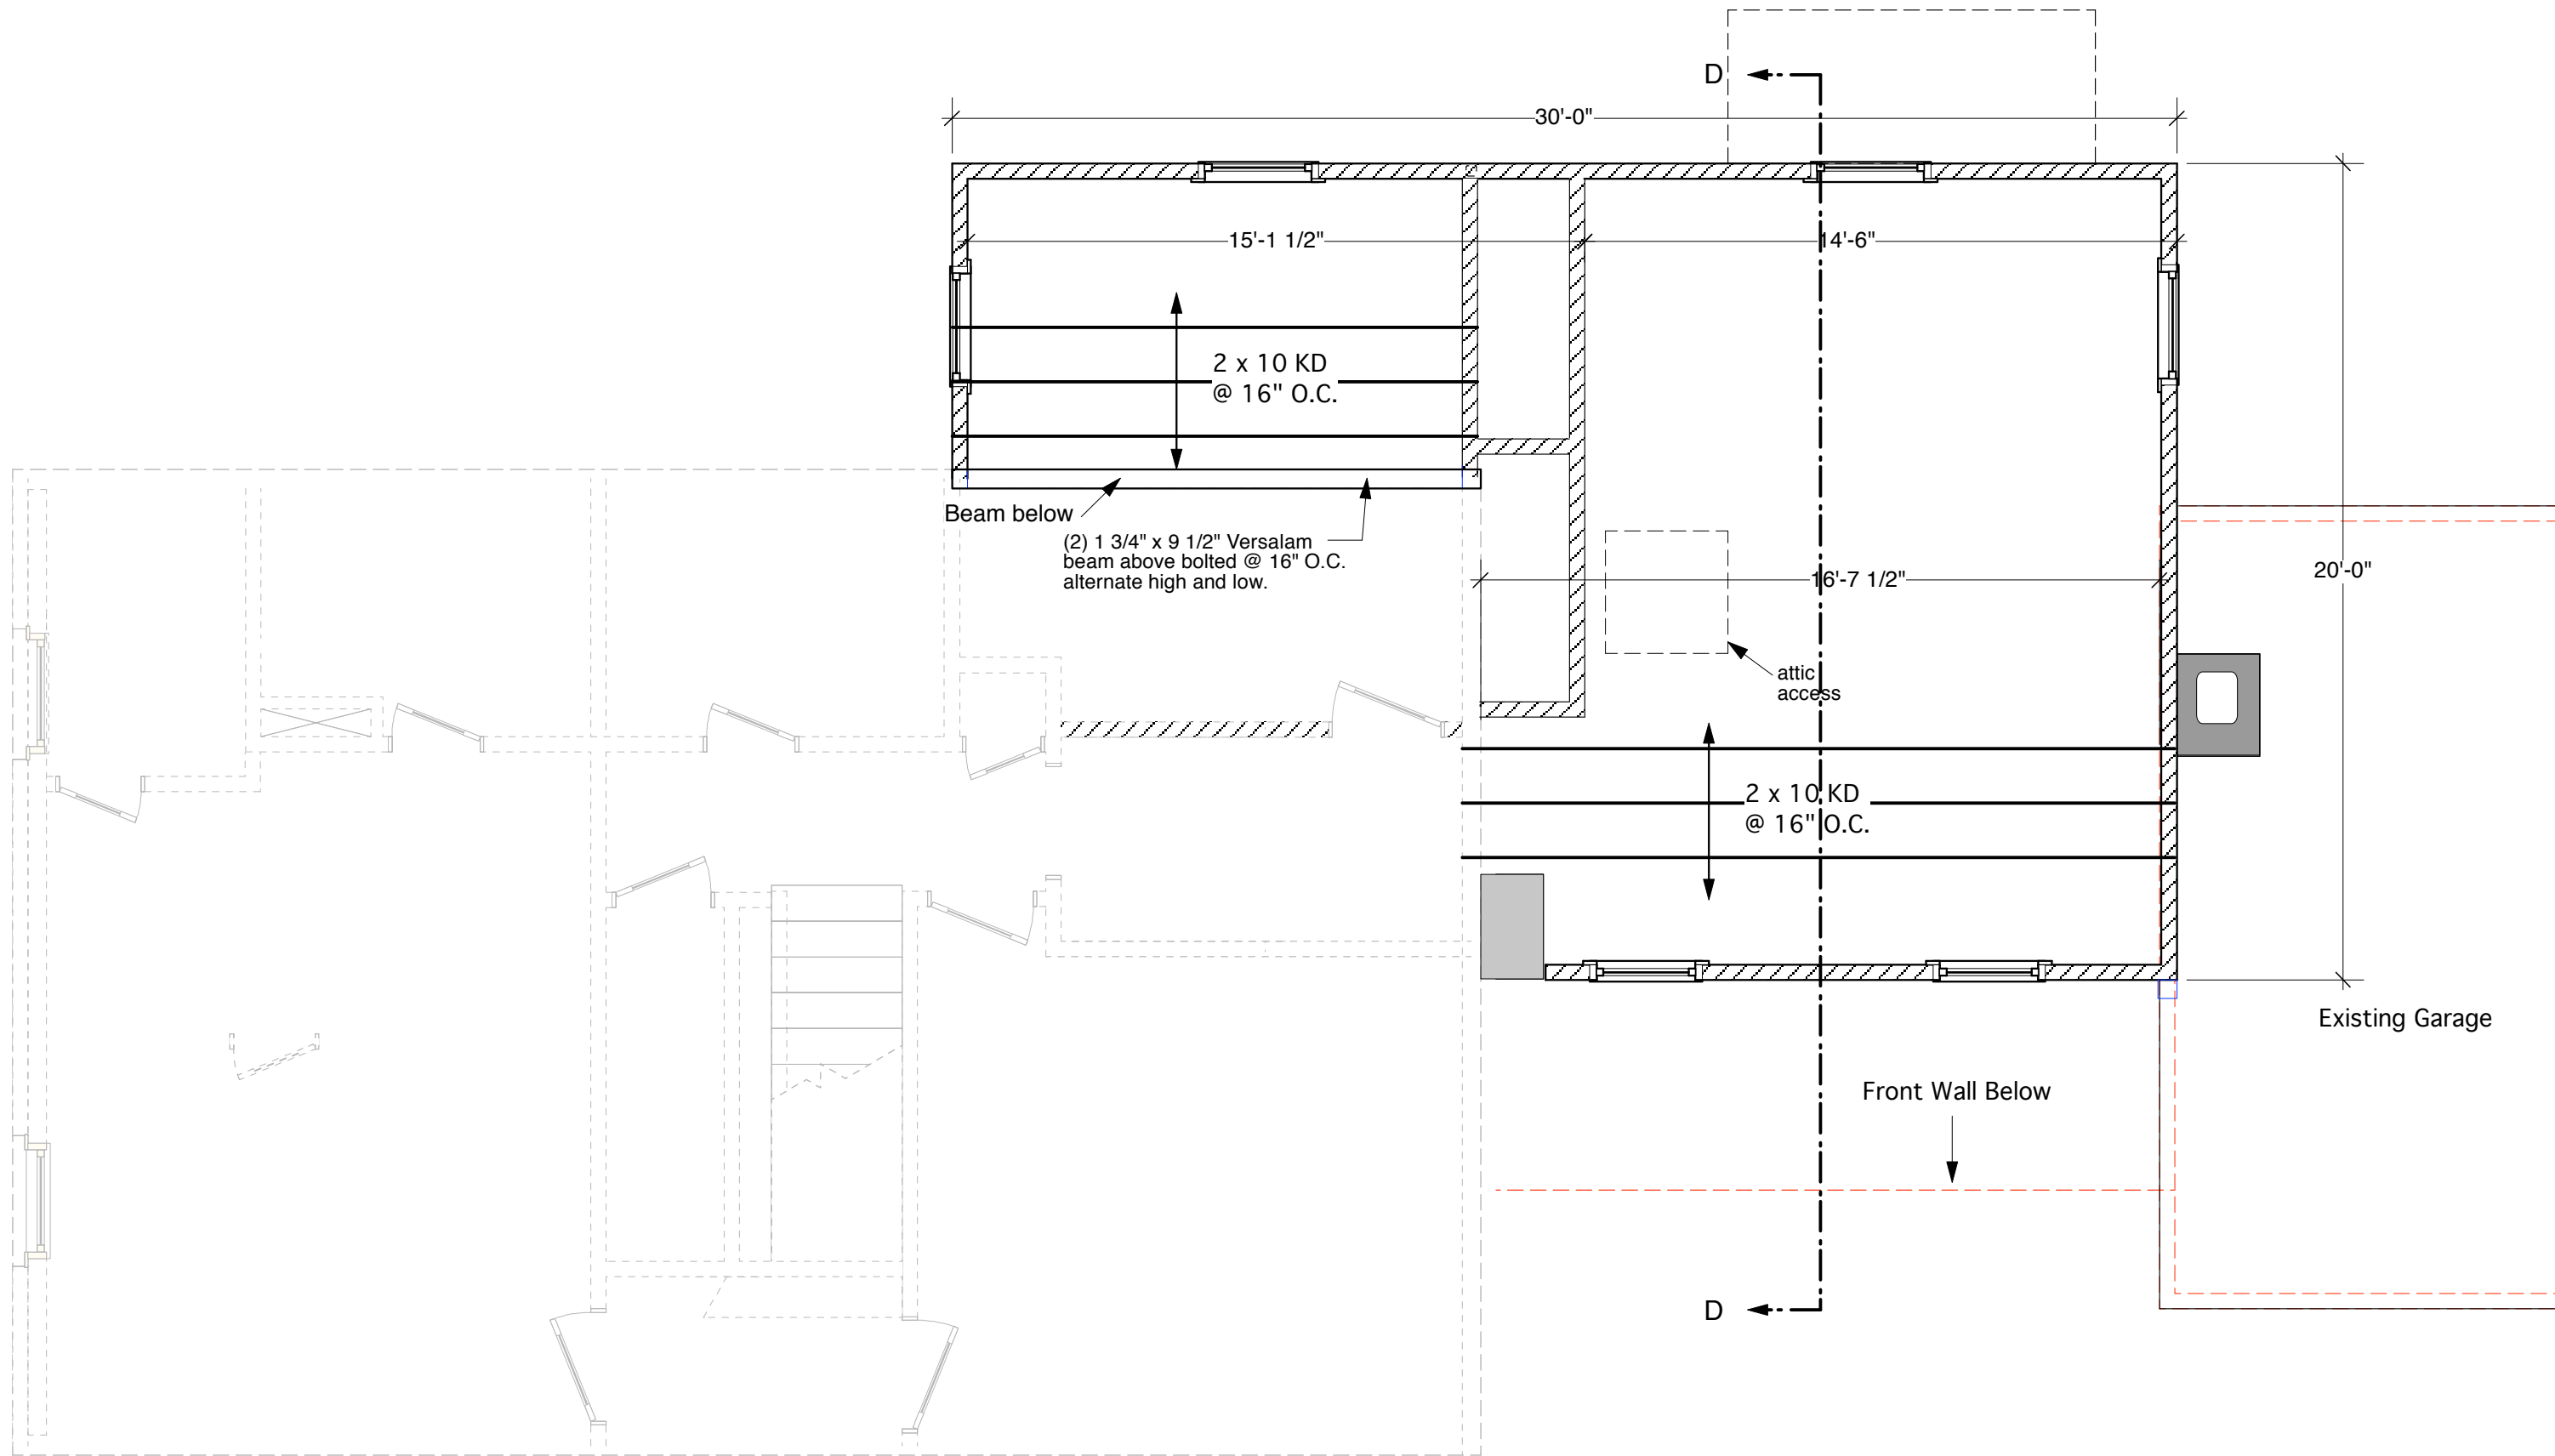 D
30'-0"
15'-1 1/2"
14'-6"
2 x 10 KD
@ 16" O.C.
Beam below
(2) 1 3/4" x 9 1/2" Versalam
beam above bolted @ 16" O.C.
alternate high and low.
16'-7 1/2"
20'-0"
attic
access
2 x 10 KD
@ 16" O.C.
Existing Garage
Front Wall Below
D